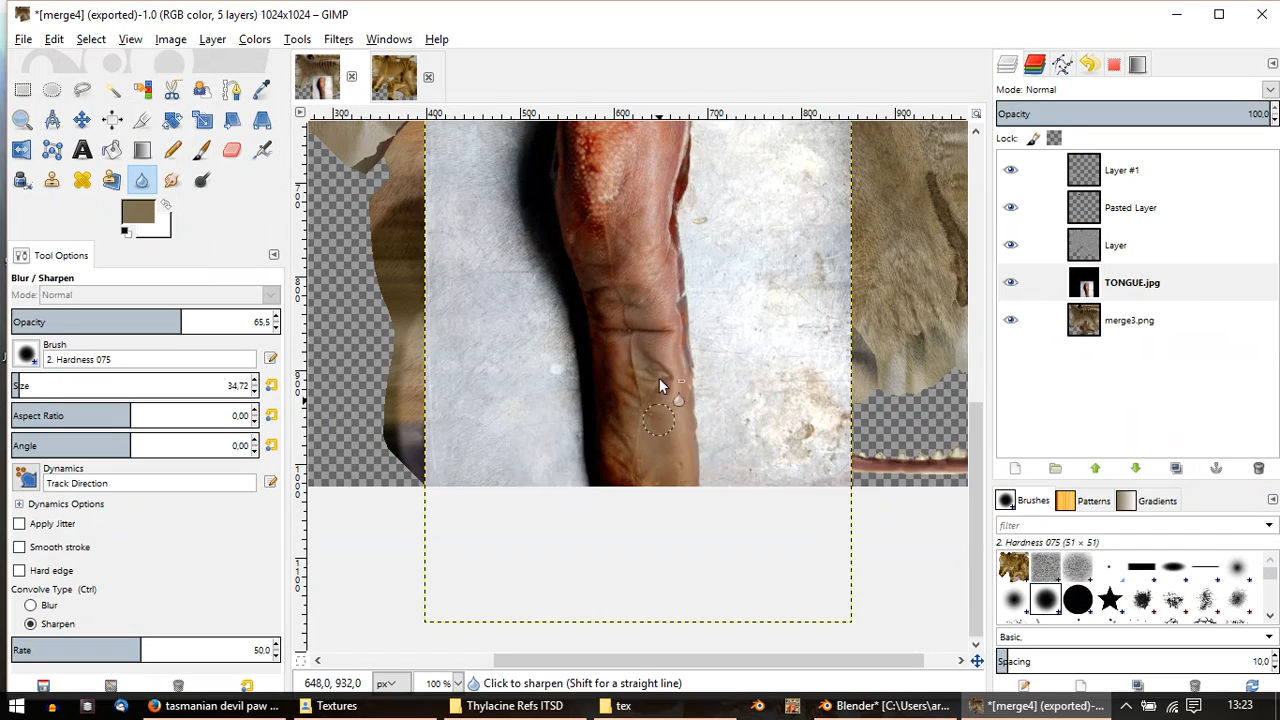 *[merge4] (exported)-1.0 (RGB color, 5 layers) 1024x1024 – GIMP
File Edit Select View Image Layer Colors Tools Filters Windows Help
Tool Options
Blur / Sharpen
Mode: Normal
Opacity 65,5
Brush
2. Hardness 075
Size 34,72
Aspect Ratio 0,00
Angle 0,00
Dynamics
Track Direction
Dynamics Options
Apply Jitter
Smooth stroke
Hard edge
Convolve Type (Ctrl)
Blur
Sharpen
Rate 50,0
300 400 500 600 700 800 900
700
800
900
1000
1100
648,0, 932,0 px 100 % Click to sharpen (Shift for a straight line)
Mode: Normal
Opacity 100,0
Lock:
Layer #1
Pasted Layer
Layer
TONGUE.jpg
merge3.png
Brushes Patterns Gradients
filter
2. Hardness 075 (51 × 51)
Basic,
Spacing 10,0
tasmanian devil paw ... Textures Thylacine Refs ITSD tex Blender* [C:\Users\ar... *[merge4] (exported)-... 13:23